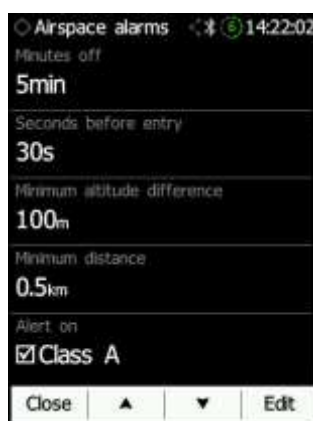 Airspace alarms 6 14:22:02
Minutes off
5min
Seconds before entry
30s
Minimum altitude difference
100m
Minimum distance
0.5km
Alert on
Class A
Close ▲ ▼ Edit